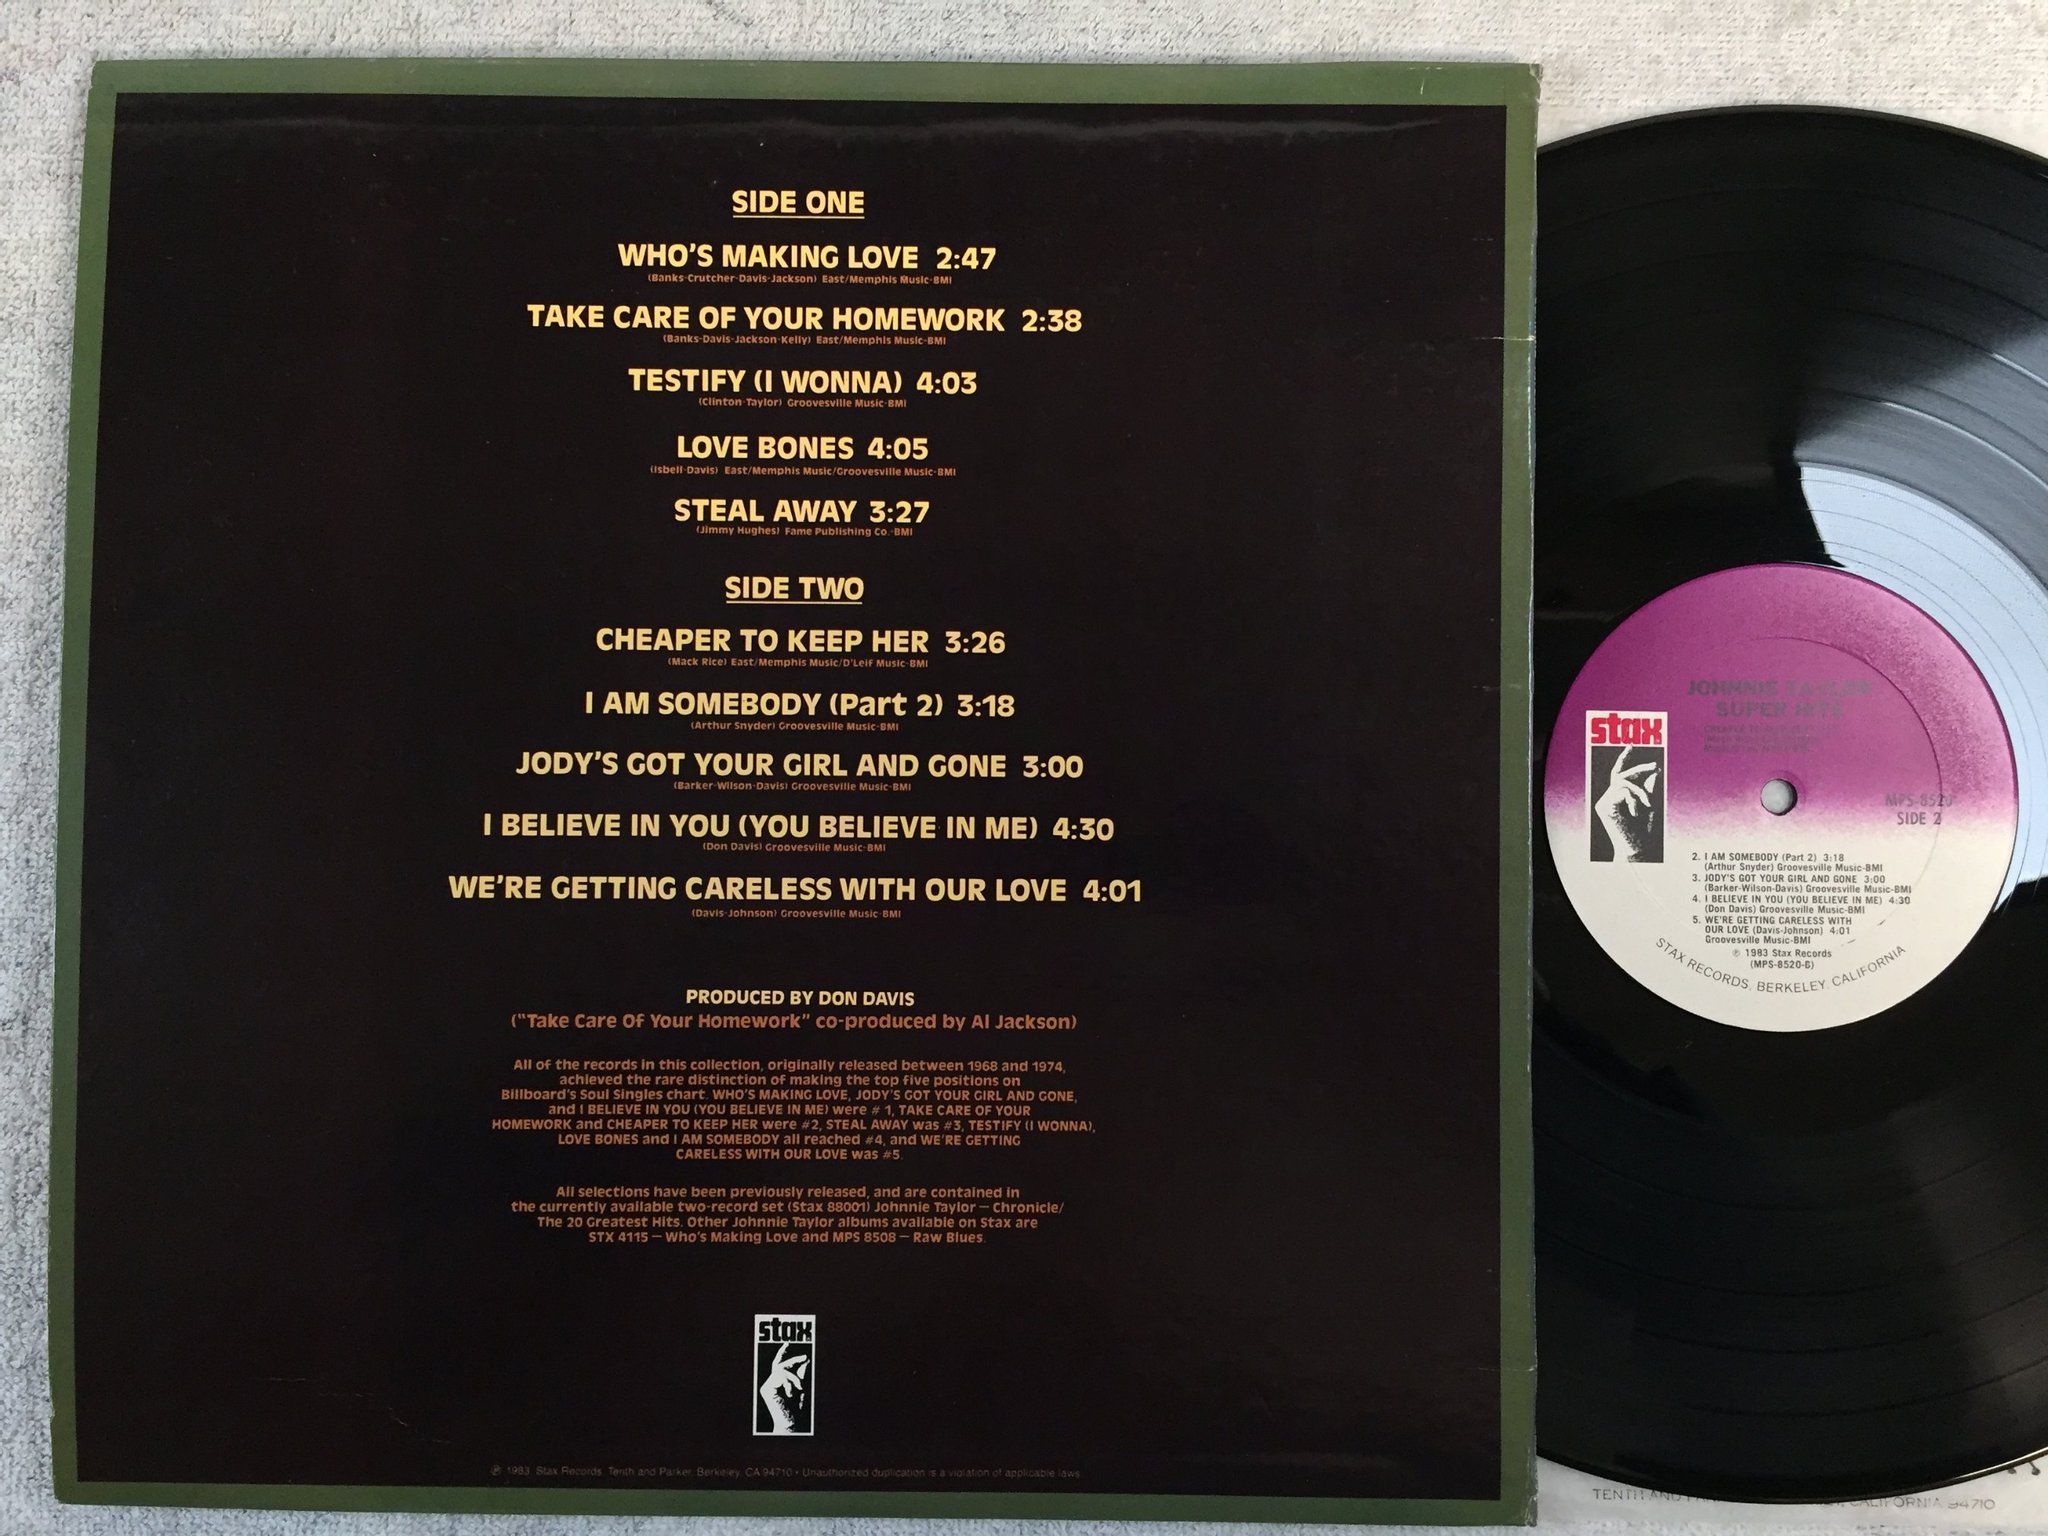 SIDE ONE
WHO'S MAKING LOVE 2:47
(Banks-Crutcher-Davis-Jackson) East/Memphis Music-BMI
TAKE CARE OF YOUR HOMEWORK 2:38
(Banks-Davis-Jackson-Kelly) East/Memphis Music-BMI
TESTIFY (I WONNA) 4:03
(Clinton-Taylor) Groovesville Music-BMI
LOVE BONES 4:05
(Isbell-Davis) East/Memphis Music/Groovesville Music-BMI
STEAL AWAY 3:27
(Jimmy Hughes) Fame Publishing Co.-BMI
SIDE TWO
CHEAPER TO KEEP HER 3:26
(Mack Rice) East/Memphis Music/D'Leif Music-BMI
I AM SOMEBODY (Part 2) 3:18
(Arthur Snyder) Groovesville Music-BMI
JODY'S GOT YOUR GIRL AND GONE 3:00
(Barker-Wilson-Davis) Groovesville Music-BMI
I BELIEVE IN YOU (YOU BELIEVE IN ME) 4:30
(Don Davis) Groovesville Music-BMI
WE'RE GETTING CARELESS WITH OUR LOVE 4:01
(Davis-Johnson) Groovesville Music-BMI
PRODUCED BY DON DAVIS
("Take Care Of Your Homework" co-produced by Al Jackson)
All of the records in this collection, originally released between 1968 and 1974,
achieved the rare distinction of making the top five positions on
Billboard's Soul Singles chart. WHO'S MAKING LOVE, JODY'S GOT YOUR GIRL AND GONE,
and I BELIEVE IN YOU (YOU BELIEVE IN ME) were #1, TAKE CARE OF YOUR
HOMEWORK and CHEAPER TO KEEP HER were #2, STEAL AWAY was #3, TESTIFY (I WONNA),
LOVE BONES and I AM SOMEBODY all reached #4, and WE'RE GETTING
CARELESS WITH OUR LOVE was #5.
All selections have been previously released, and are contained in
the currently available two-record set (Stax 88001) Johnnie Taylor — Chronicle/
The 20 Greatest Hits. Other Johnnie Taylor albums available on Stax are
STX 4115 — Who's Making Love and MPS 8508 — Raw Blues.
stax
℗ 1983, Stax Records, Tenth and Parker, Berkeley, CA 94710 • Unauthorized duplication is a violation of applicable laws.
JOHNNIE TAYLOR
SUPER HITS
stax
MPS-8520
SIDE 2
2. I AM SOMEBODY (Part 2) 3:18
(Arthur Snyder) Groovesville Music-BMI
3. JODY'S GOT YOUR GIRL AND GONE 3:00
(Barker-Wilson-Davis) Groovesville Music-BMI
4. I BELIEVE IN YOU (YOU BELIEVE IN ME) 4:30
(Don Davis) Groovesville Music-BMI
5. WE'RE GETTING CARELESS WITH
OUR LOVE (Davis-Johnson) 4:01
Groovesville Music-BMI
℗ 1983 Stax Records
(MPS-8520-B)
STAX RECORDS, BERKELEY, CALIFORNIA
TENTH AND CALIFORNIA 94710